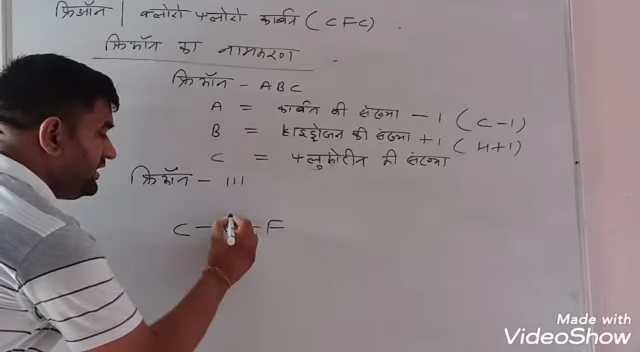 फ्रिऑन | क्लोरो फ्लोरो कार्बन (CFC)
फ्रिऑन का नामकरण
फ्रिऑन - ABC
A = कार्बन की संख्या - 1 (C-1)
B = हाइड्रोजन की संख्या +1 (H+1)
C = फ्लुओरीन की संख्या
फ्रिऑन - 111
C - - F
Made with
VideoShow